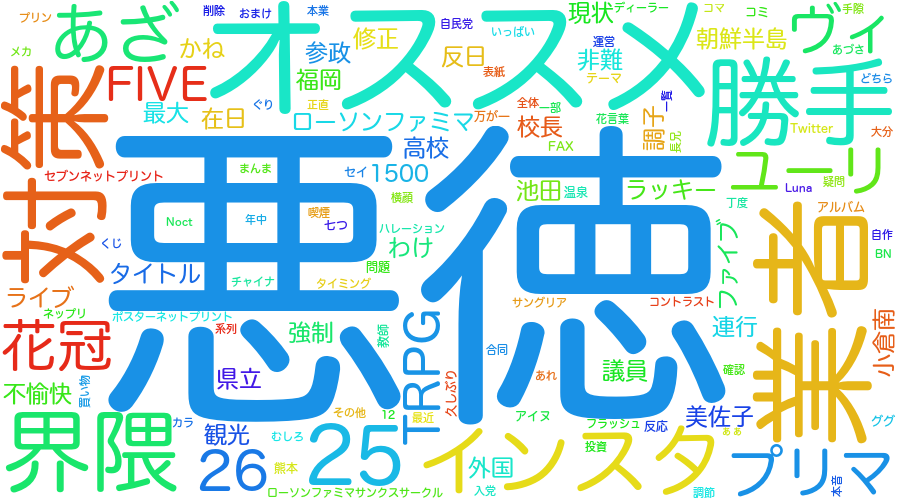 プリン
削除
おまけ
本業
自民党
いっぱい
現状
ディーラー
コマ
コミ
手隙
ヴィ
あざ
オススメ
メカ
かね
参政
修正
反日
運営
非難
朝鮮半島
あづさ
どちら
FIVE
福岡
表紙
テーマ
一覧
勝手
対策
最大
在日
ぐり
正直
ローソンファミマ
万が一
全体
一部
校長
花言葉
調子
県兄
Twitter
大分
高校
FAX
ユーリ
セブンネットプリント
まんま
セイ
1500
池田
温泉
ラッキー
疑問
Luna
悪徳
横顔
丁度
アルバム
業者
Noct
年中
喫煙
七つ
ハレーション
わけ
ファイブ
自作
BN
くじ
タイトル
チャイナ
タイミング
問題
ライブ
サングリア
コントラスト
ネップリ
ポスターネットプリント
系列
強制
教師
TRPG
連行
小倉南
花冠
合同
県立
あれ
議員
確認
不愉快
買い物
久しぶり
その他
12
最近
アイヌ
フラッシュ
反応
美佐子
ああ
ググ
界隈
カラ
観光
むしろ
25
インスタ
投資
プリマ
26
熊本
外国
入党
調節
本音
ローソンファミマサンクスサークル